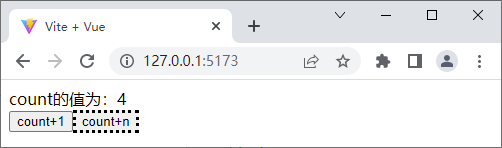 Vite + Vue
127.0.0.1:5173
count的值为：4
count+1 count+n